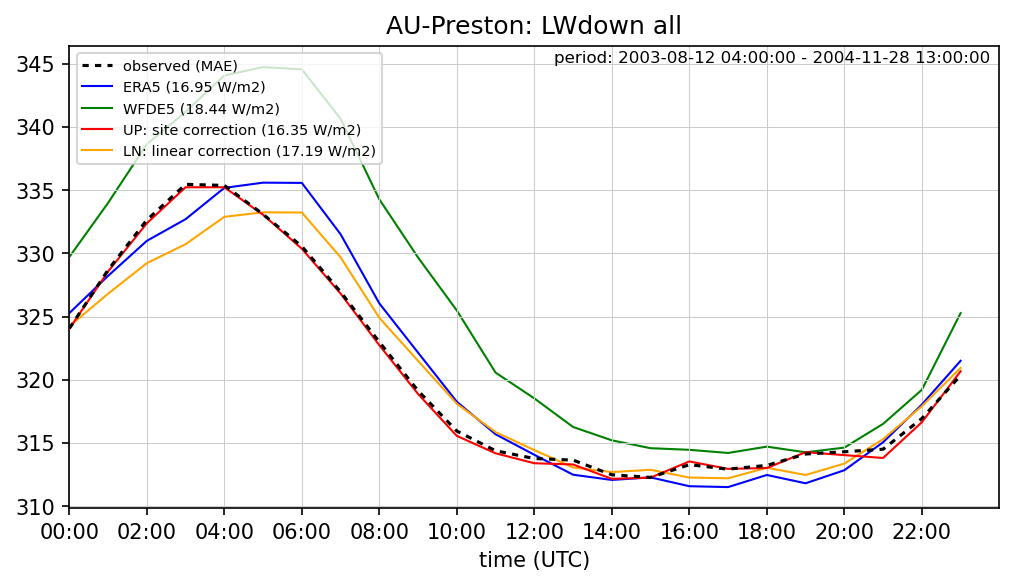 AU-Preston: LWdown all
period: 2003-08-12 04:00:00 - 2004-11-28 13:00:00
observed (MAE)
ERA5 (16.95 W/m2)
WFDE5 (18.44 W/m2)
UP: site correction (16.35 W/m2)
LN: linear correction (17.19 W/m2)
345
340
335
330
325
320
315
310
00:00 02:00 04:00 06:00 08:00 10:00 12:00 14:00 16:00 18:00 20:00 22:00
time (UTC)